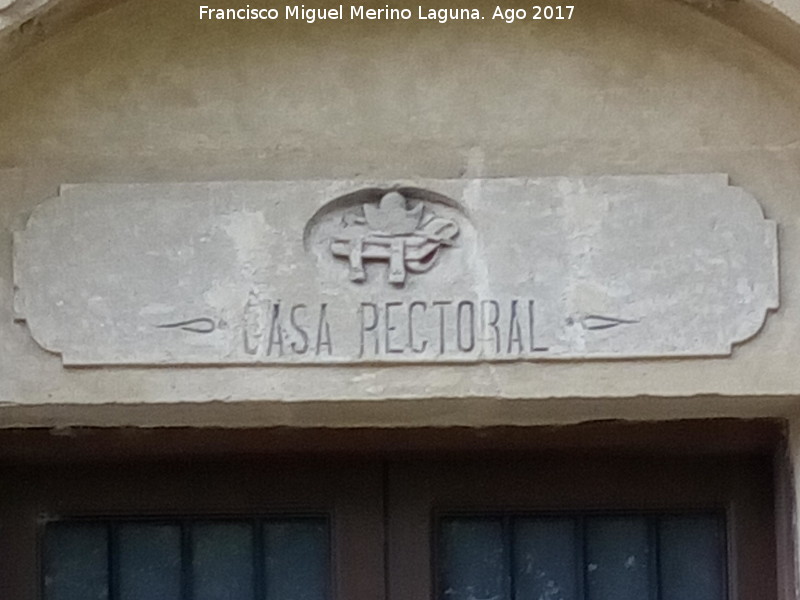 Francisco Miguel Merino Laguna. Ago 2017
CASA RECTORAL